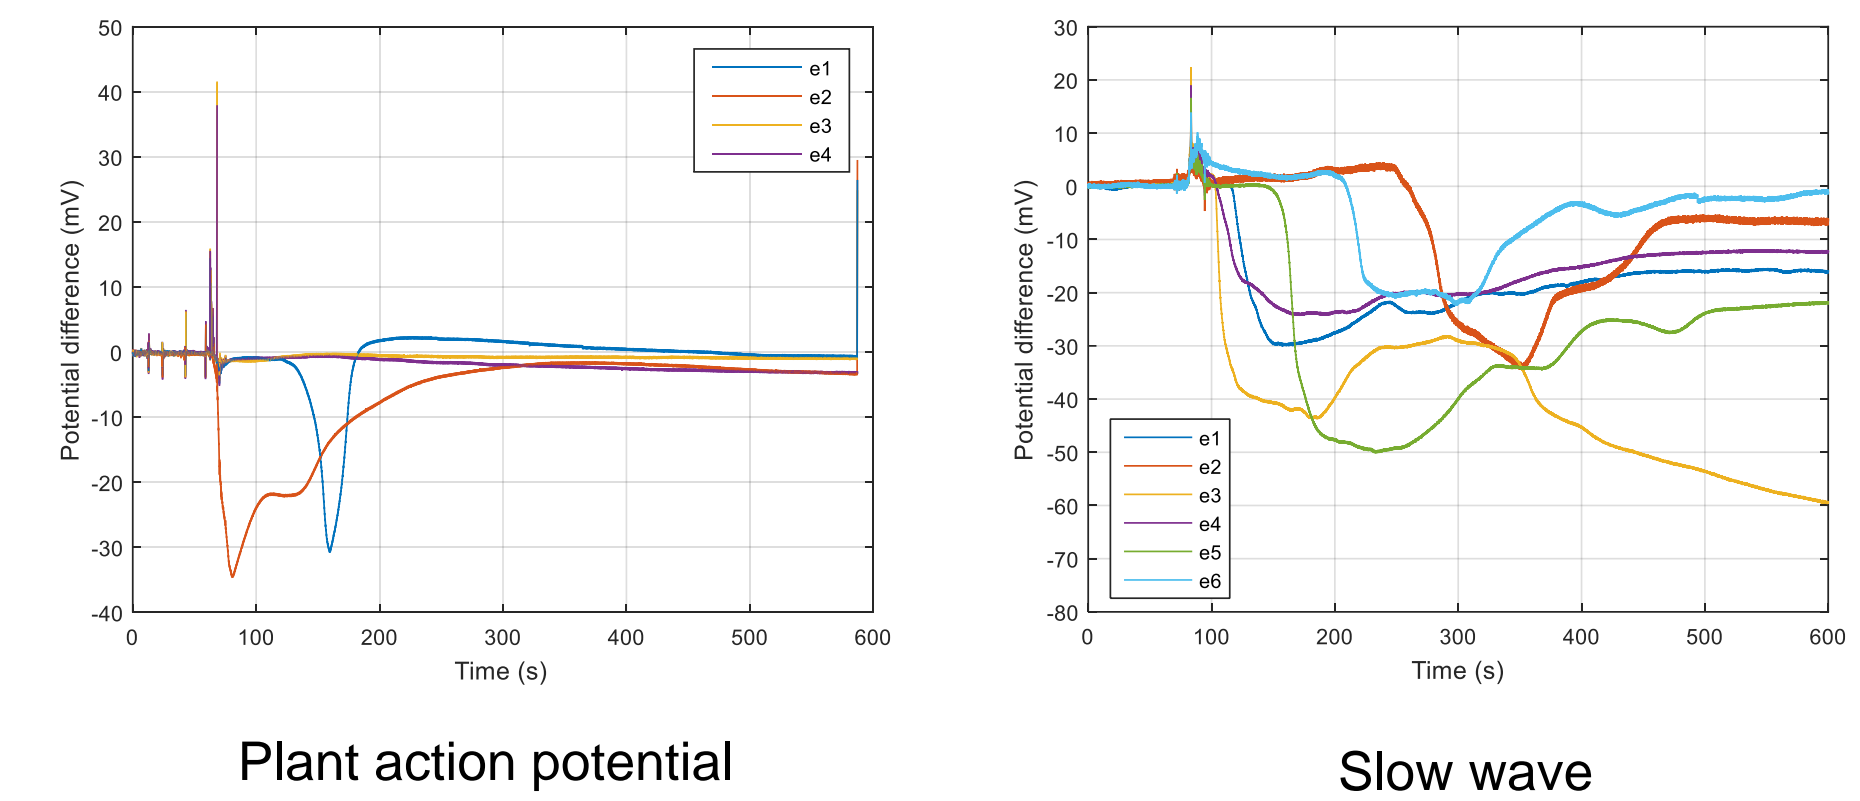 50
40
30
20
10
0
-10
-20
-30
-40
0 100 200 300 400 500 600
Potential difference (mV)
Time (s)
e1
e2
e3
e4
Plant action potential
30
20
10
0
-10
-20
-30
-40
-50
-60
-70
-80
0 100 200 300 400 500 600
Potential difference (mV)
Time (s)
e1
e2
e3
e4
e5
e6
Slow wave